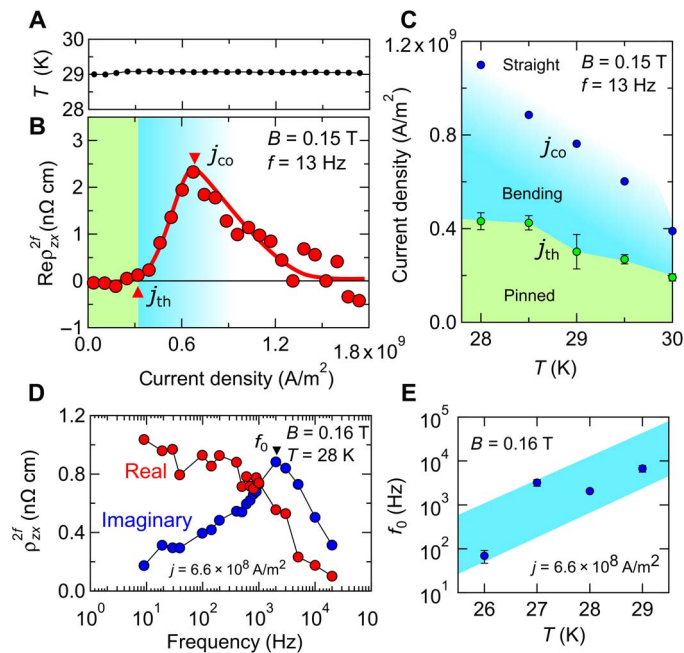 A
T (K)
30
29
28
B
B = 0.15 T
f = 13 Hz
j_co
j_th
Reρ_zx^2f (nΩ cm)
3
2
1
0
−1
0.0
0.6
1.2
1.8 x 10^9
Current density (A/m^2)
C
1.2 x 10^9
0.8
0.4
0.0
Current density (A/m^2)
Straight
B = 0.15 T
f = 13 Hz
j_co
Bending
j_th
Pinned
28
29
30
T (K)
D
ρ_zx^2f (nΩ cm)
1.2
0.8
0.4
0.0
f_0
B = 0.16 T
T = 28 K
Real
Imaginary
j = 6.6 × 10^8 A/m^2
10^0
10^1
10^2
10^3
10^4
10
Frequency (Hz)
E
f_0 (Hz)
10^5
10^4
10^3
10^2
10^1
B = 0.16 T
j = 6.6 × 10^8 A/m^2
26
27
28
29
T (K)